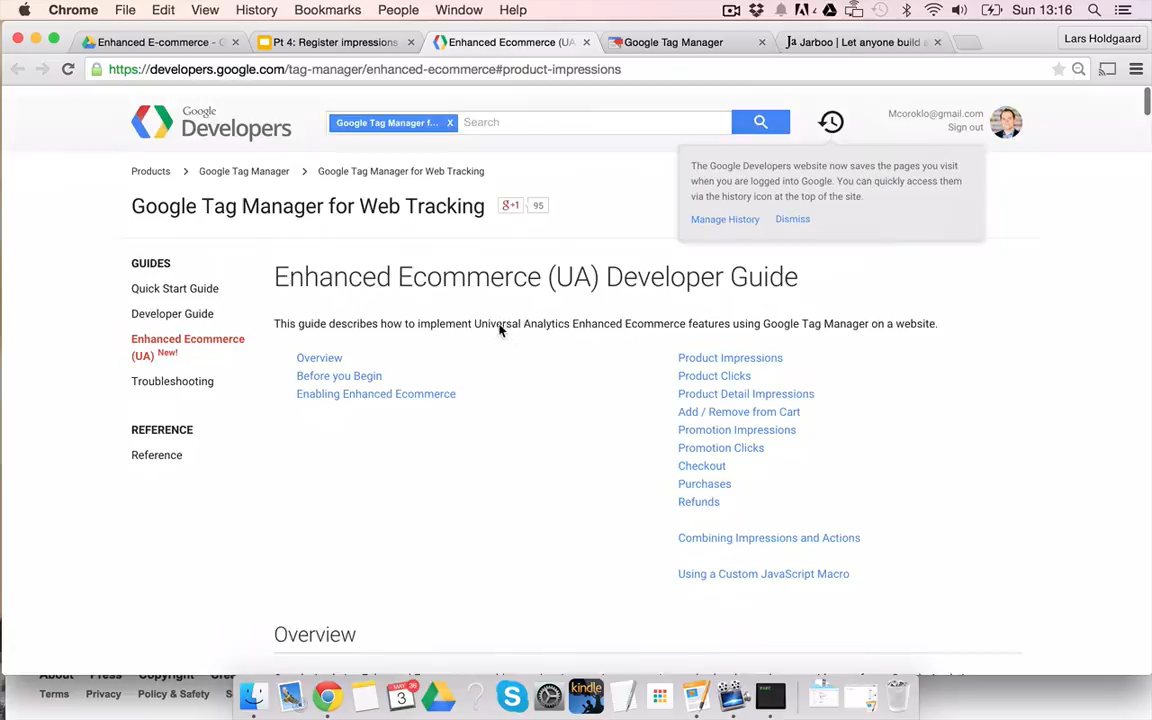 Chrome File Edit View History Bookmarks People Window Help Sun 13:16
Enhanced E-commerce - G × Pt 4: Register impressions × Enhanced Ecommerce (UA × Google Tag Manager × Ja Jarboo | Let anyone build × Lars Holdgaard
https://developers.google.com/tag-manager/enhanced-ecommerce#product-impressions
Google Developers
Google Tag Manager f... X Search
Mcoroklo@gmail.com
Sign out
The Google Developers website now saves the pages you visit
when you are logged into Google. You can quickly access them
via the history icon at the top of the site.
Manage History Dismiss
Products > Google Tag Manager > Google Tag Manager for Web Tracking
Google Tag Manager for Web Tracking g+1 95
GUIDES
Quick Start Guide
Developer Guide
Enhanced Ecommerce
(UA) New!
Troubleshooting
REFERENCE
Reference
Enhanced Ecommerce (UA) Developer Guide
This guide describes how to implement Universal Analytics Enhanced Ecommerce features using Google Tag Manager on a website.
Overview
Before you Begin
Enabling Enhanced Ecommerce
Product Impressions
Product Clicks
Product Detail Impressions
Add / Remove from Cart
Promotion Impressions
Promotion Clicks
Checkout
Purchases
Refunds
Combining Impressions and Actions
Using a Custom JavaScript Macro
Overview
About Press Copyright
Terms Privacy Policy & Safety
MAY 3
kindle